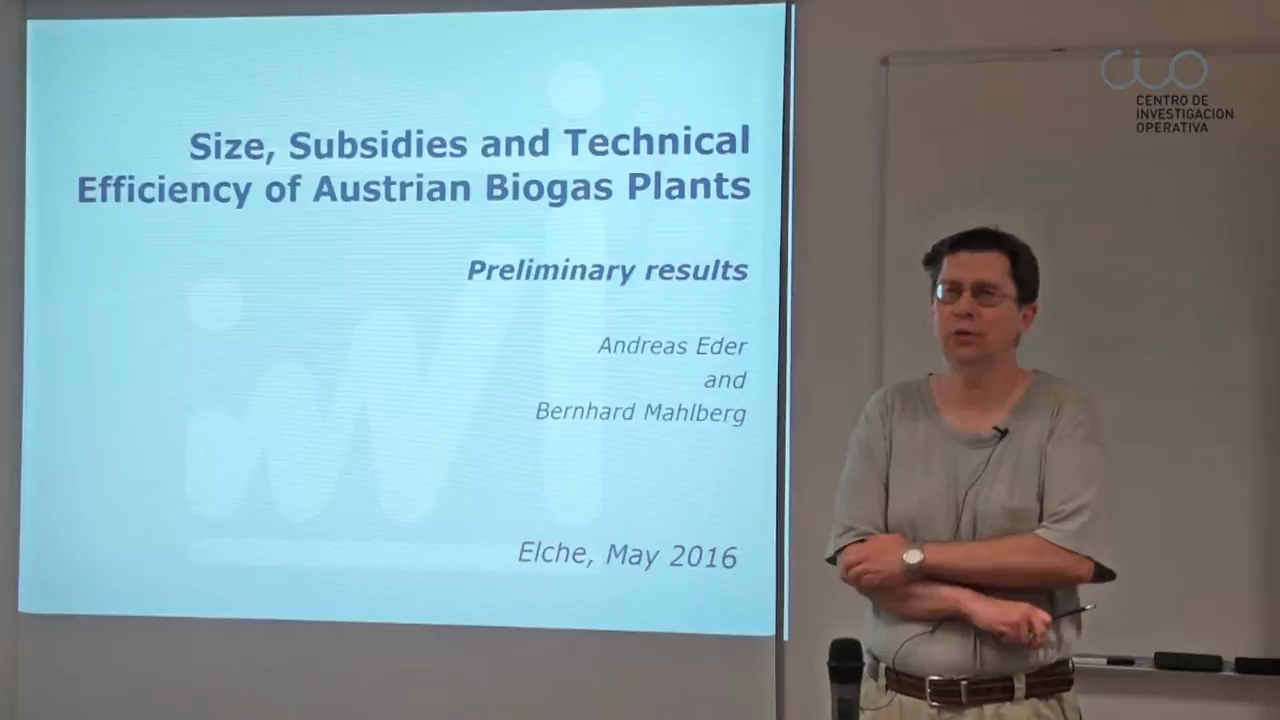 Size, Subsidies and Technical
Efficiency of Austrian Biogas Plants
Preliminary results
Andreas Eder
and
Bernhard Mahlberg
Elche, May 2016
CIO
CENTRO DE
INVESTIGACION
OPERATIVA